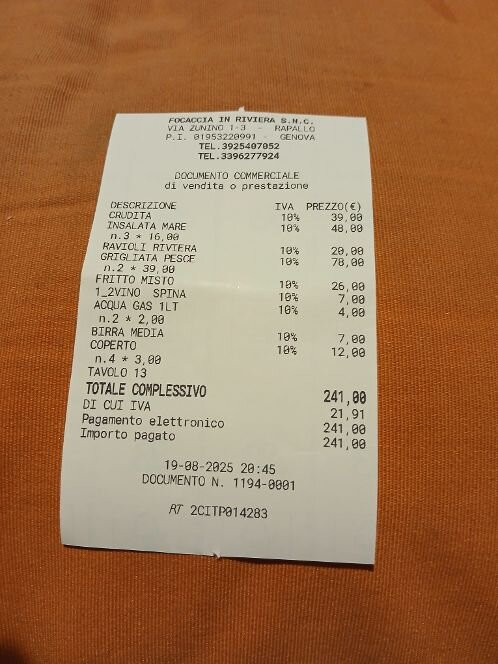 FOCACCIA IN RIVIERA S.N.C.
VIA ZUNINO 1-3 - RAPALLO
P.I. 01953220991 - GENOVA
TEL.3925407052
TEL.3396277924
DOCUMENTO COMMERCIALE
di vendita o prestazione
DESCRIZIONE IVA PREZZO(€)
CRUDITA 10% 39,00
INSALATA MARE 10% 48,00
n.3 * 16,00
RAVIOLI RIVIERA 10% 20,00
GRIGLIATA PESCE 10% 78,00
n.2 * 39,00
FRITTO MISTO 10% 26,00
1_2VINO SPINA 10% 7,00
ACQUA GAS 1LT 10% 4,00
n.2 * 2,00
BIRRA MEDIA 10% 7,00
COPERTO 10% 12,00
n.4 * 3,00
TAVOLO 13
TOTALE COMPLESSIVO 241,00
DI CUI IVA 21,91
Pagamento elettronico 241,00
Importo pagato 241,00
19-08-2025 20:45
DOCUMENTO N. 1194-0001
RT 2CITP014283